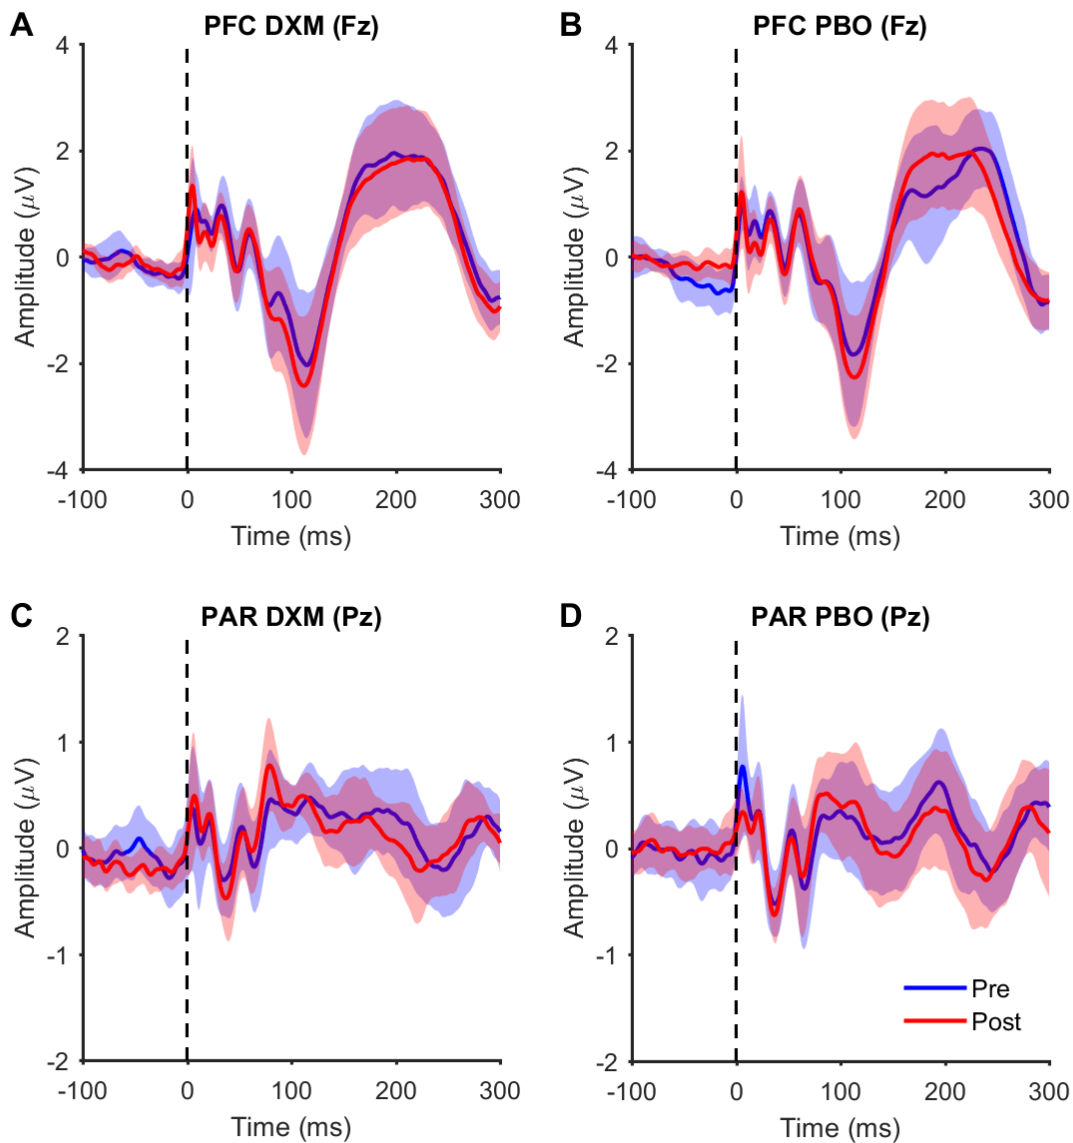 A
PFC DXM (Fz)
4
2
0
-2
-4
Amplitude (μV)
-100 0 100 200 300
Time (ms)
B
PFC PBO (Fz)
4
2
0
-2
-4
Amplitude (μV)
-100 0 100 200 300
Time (ms)
C
PAR DXM (Pz)
2
1
0
-1
-2
Amplitude (μV)
-100 0 100 200 300
Time (ms)
D
PAR PBO (Pz)
2
1
0
-1
-2
Amplitude (μV)
Pre
Post
-100 0 100 200 300
Time (ms)